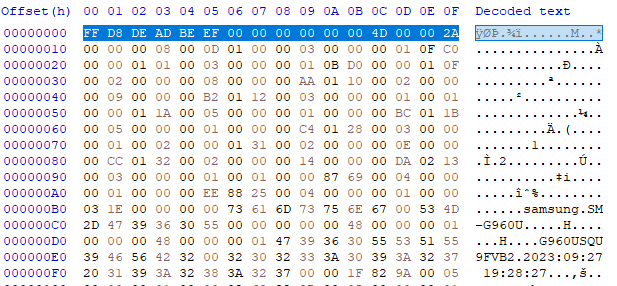 Offset(h) 00 01 02 03 04 05 06 07 08 09 0A 0B 0C 0D 0E 0F Decoded text
00000000 FF D8 DE AD BE EF 00 00 00 00 00 00 4D 00 00 2A ÿØÞ.¾ï......M..*
00000010 00 00 00 08 00 0D 01 00 00 03 00 00 00 01 0F C0 ...............À
00000020 00 00 01 01 00 03 00 00 00 01 0B D0 00 00 01 0F ...........Ð....
00000030 00 02 00 00 00 08 00 00 00 AA 01 10 00 02 00 00 .........ª......
00000040 00 09 00 00 00 B2 01 12 00 03 00 00 00 01 00 00 .....²..........
00000050 00 00 01 1A 00 05 00 00 00 01 00 00 00 BC 01 1B .............¼..
00000060 00 05 00 00 00 01 00 00 00 C4 01 28 00 03 00 00 .........Ä.(....
00000070 00 01 00 02 00 00 01 31 00 02 00 00 00 0E 00 00 .......1........
00000080 00 CC 01 32 00 02 00 00 00 14 00 00 00 DA 02 13 .Ì.2.........Ú..
00000090 00 03 00 00 00 01 00 01 00 00 87 69 00 04 00 00 ..........‡i....
000000A0 00 01 00 00 00 EE 88 25 00 04 00 00 00 01 00 00 .....îˆ%........
000000B0 03 1E 00 00 00 00 73 61 6D 73 75 6E 67 00 53 4D ......samsung.SM
000000C0 2D 47 39 36 30 55 00 00 00 00 00 48 00 00 00 01 -G960U.....H....
000000D0 00 00 00 48 00 00 00 01 47 39 36 30 55 53 51 55 ...H....G960USQU
000000E0 39 46 56 42 32 00 32 30 32 33 3A 30 39 3A 32 37 9FVB2.2023:09:27
000000F0 20 31 39 3A 32 38 3A 32 37 00 00 1F 82 9A 00 05 19:28:27...‚š..